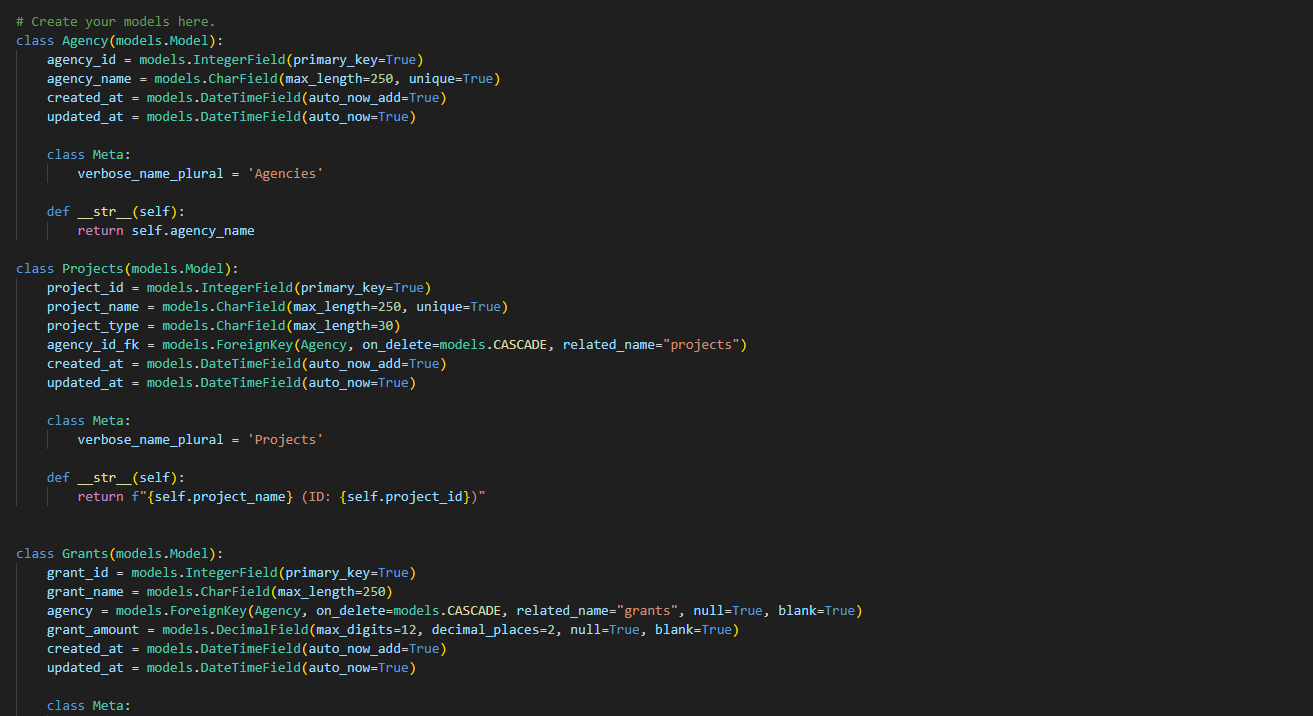 # Create your models here.
class Agency(models.Model):
    agency_id = models.IntegerField(primary_key=True)
    agency_name = models.CharField(max_length=250, unique=True)
    created_at = models.DateTimeField(auto_now_add=True)
    updated_at = models.DateTimeField(auto_now=True)

    class Meta:
        verbose_name_plural = 'Agencies'

    def __str__(self):
        return self.agency_name

class Projects(models.Model):
    project_id = models.IntegerField(primary_key=True)
    project_name = models.CharField(max_length=250, unique=True)
    project_type = models.CharField(max_length=30)
    agency_id_fk = models.ForeignKey(Agency, on_delete=models.CASCADE, related_name="projects")
    created_at = models.DateTimeField(auto_now_add=True)
    updated_at = models.DateTimeField(auto_now=True)

    class Meta:
        verbose_name_plural = 'Projects'

    def __str__(self):
        return f"{self.project_name} (ID: {self.project_id})"


class Grants(models.Model):
    grant_id = models.IntegerField(primary_key=True)
    grant_name = models.CharField(max_length=250)
    agency = models.ForeignKey(Agency, on_delete=models.CASCADE, related_name="grants", null=True, blank=True)
    grant_amount = models.DecimalField(max_digits=12, decimal_places=2, null=True, blank=True)
    created_at = models.DateTimeField(auto_now_add=True)
    updated_at = models.DateTimeField(auto_now=True)

    class Meta: